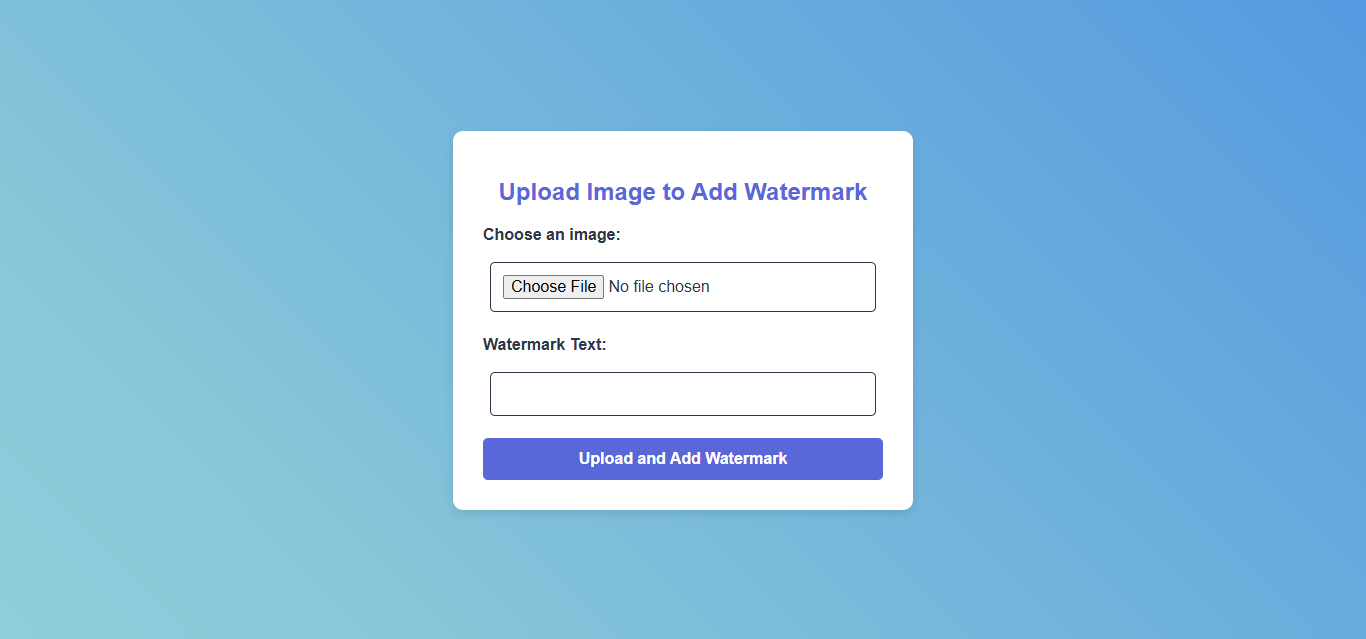 Upload Image to Add Watermark
Choose an image:
Choose File No file chosen
Watermark Text:
Upload and Add Watermark